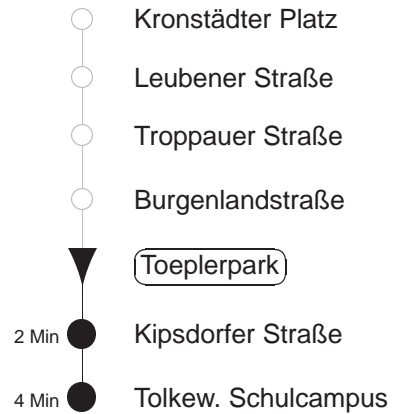 Kronstädter Platz
Leubener Straße
Troppauer Straße
Burgenlandstraße
Toeplerpark
2 Min Kipsdorfer Straße
4 Min Tolkew. Schulcampus